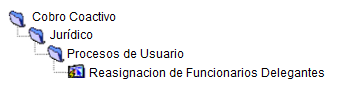 Cobro Coactivo
Jurídico
Procesos de Usuario
Reasignacion de Funcionarios Delegantes